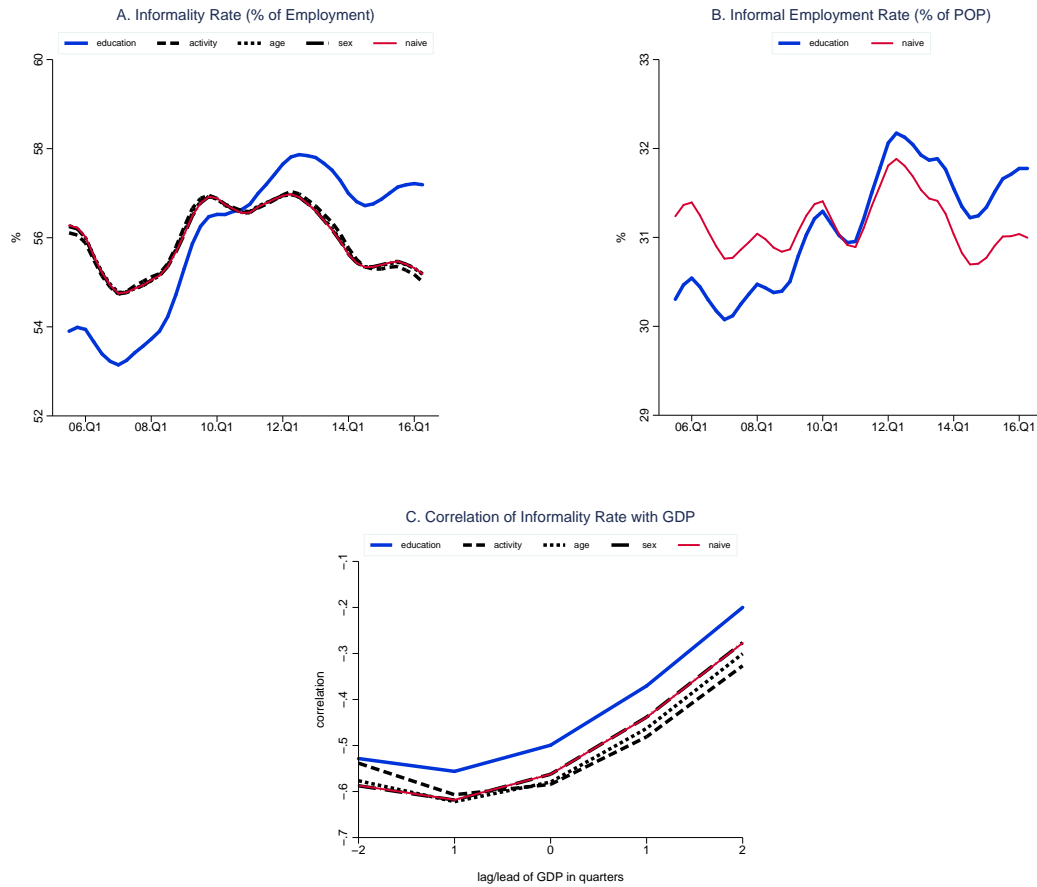 A. Informality Rate (% of Employment)
education activity age sex naive
60
58
56
54
52
%
06.Q1 08.Q1 10.Q1 12.Q1 14.Q1 16.Q1
B. Informal Employment Rate (% of POP)
education naive
33
32
31
30
29
%
06.Q1 08.Q1 10.Q1 12.Q1 14.Q1 16.Q1
C. Correlation of Informality Rate with GDP
education activity age sex naive
-.1
-.2
-.3
-.4
-.5
-.6
-.7
correlation
-2 1 0 1 2
lag/lead of GDP in quarters